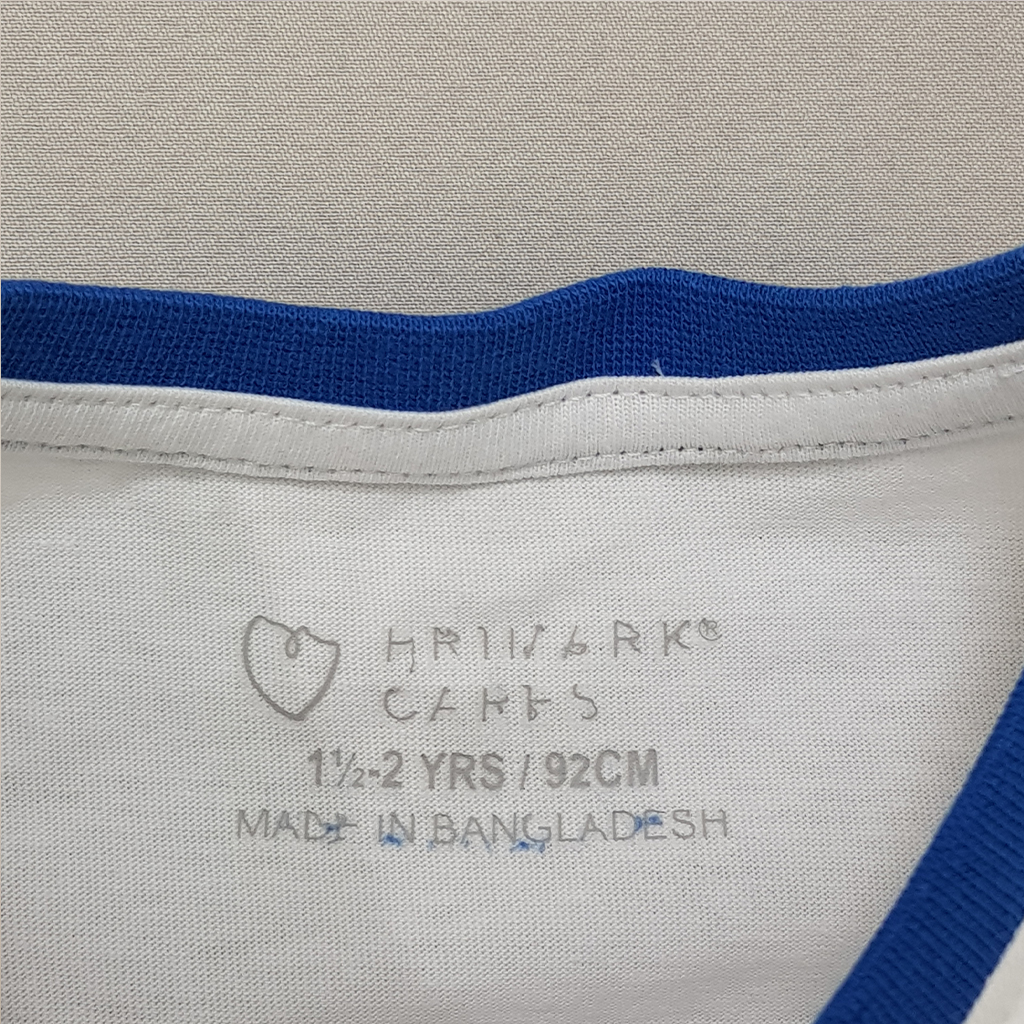 PRIMARK®
CARES
1½-2 YRS / 92CM
MADE IN BANGLADESH